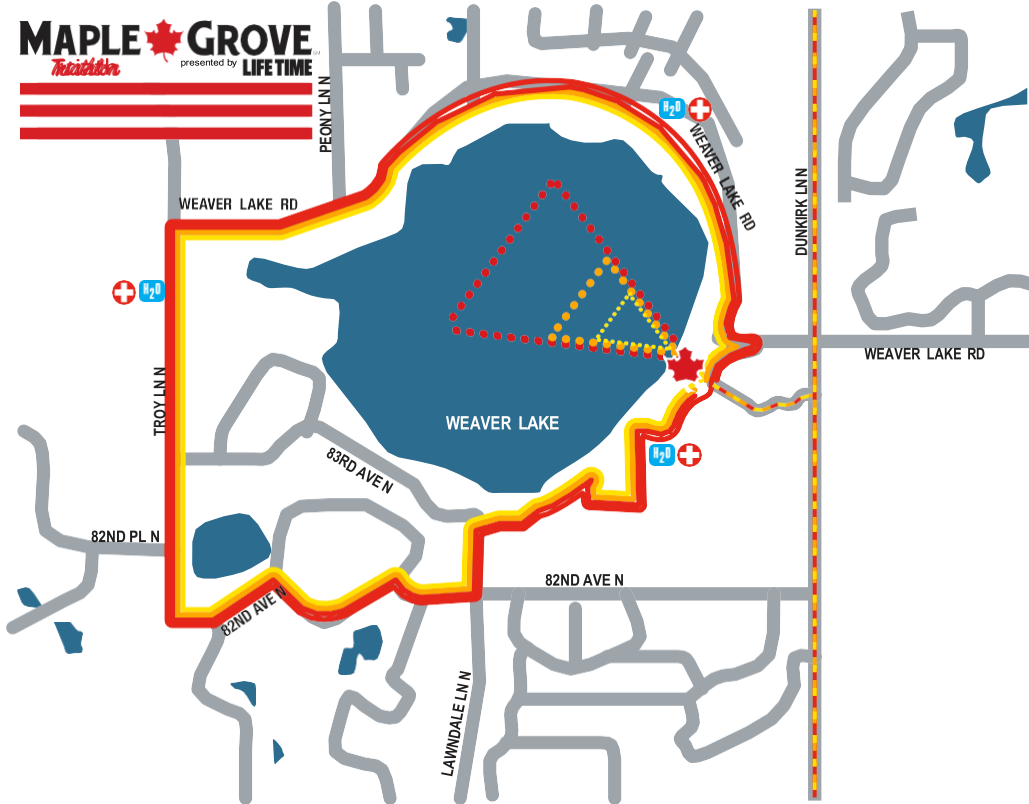 MAPLE GROVE
Triathlon
presented by
LIFE TIME
PEONY LN N
H2O
WEAVER LAKE RD
WEAVER LAKE RD
DUNKIRK LN N
H2O
WEAVER LAKE RD
TROY LN N
WEAVER LAKE
83RD AVE N
H2O
82ND PL N
82ND AVE N
82ND AVE N
LAWNDALE LN N